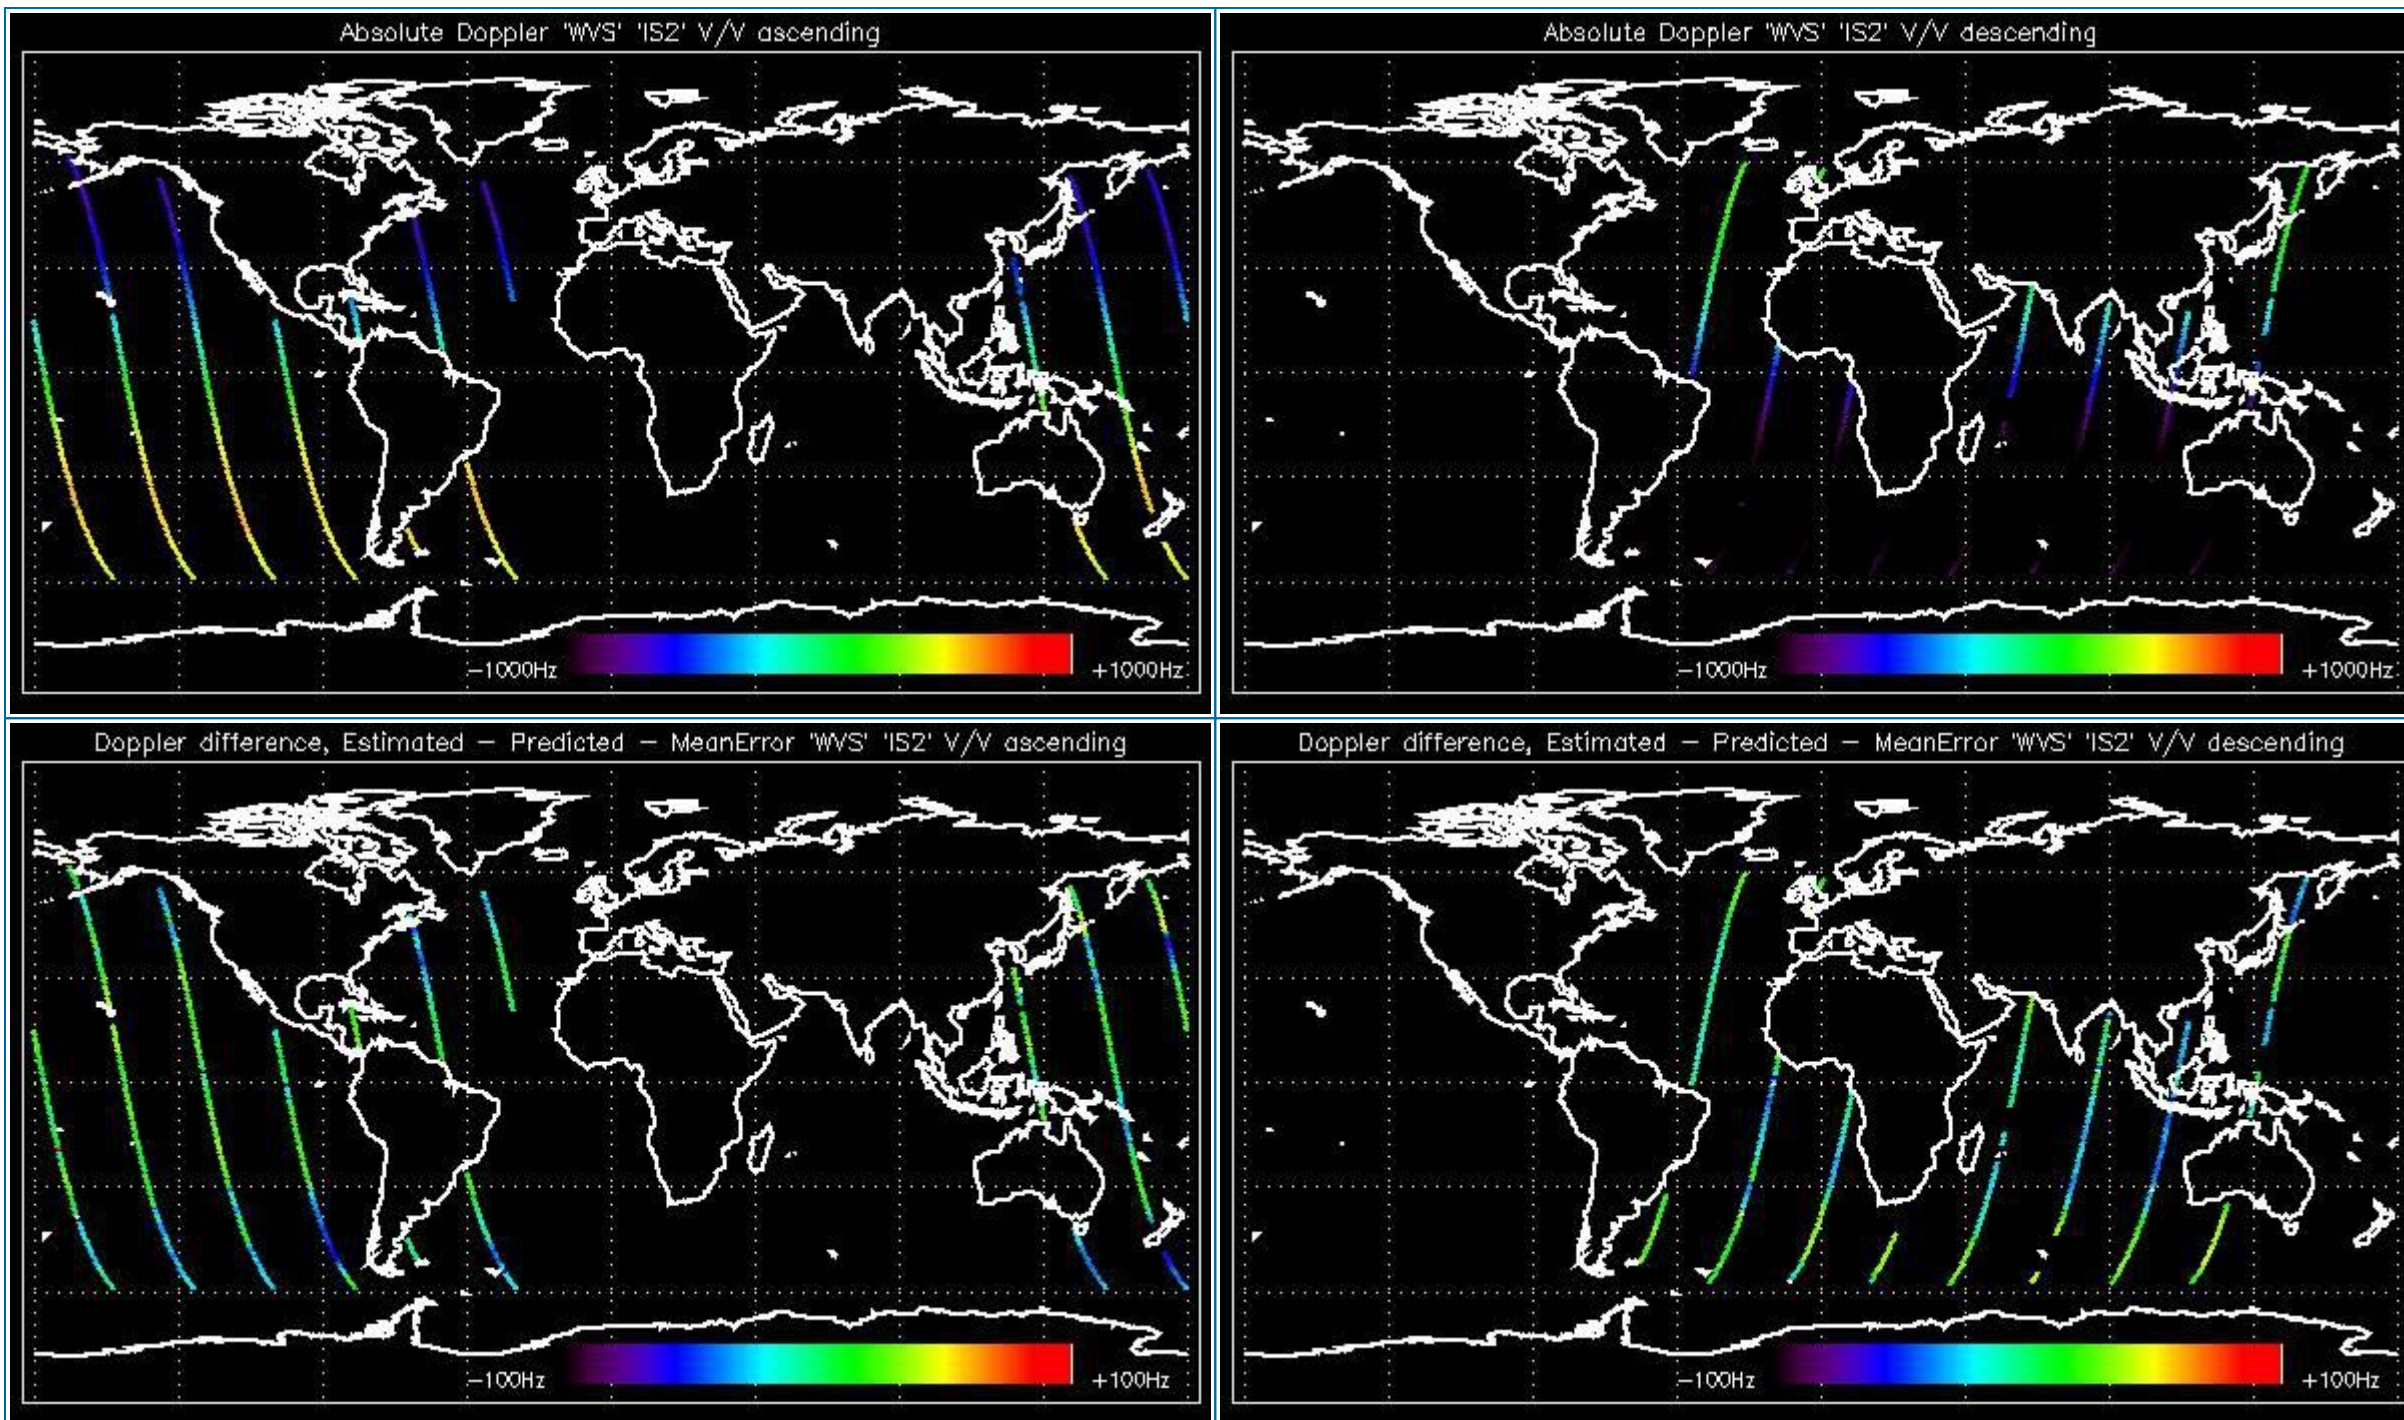 Absolute Doppler 'WVS' 'IS2' V/V ascending
-1000Hz
+1000Hz
Absolute Doppler 'WVS' 'IS2' V/V descending
-1000Hz
+1000Hz
Doppler difference, Estimated - Predicted - MeanError 'WVS' 'IS2' V/V ascending
-100Hz
+100Hz
Doppler difference, Estimated - Predicted - MeanError 'WVS' 'IS2' V/V descending
-100Hz
+100Hz